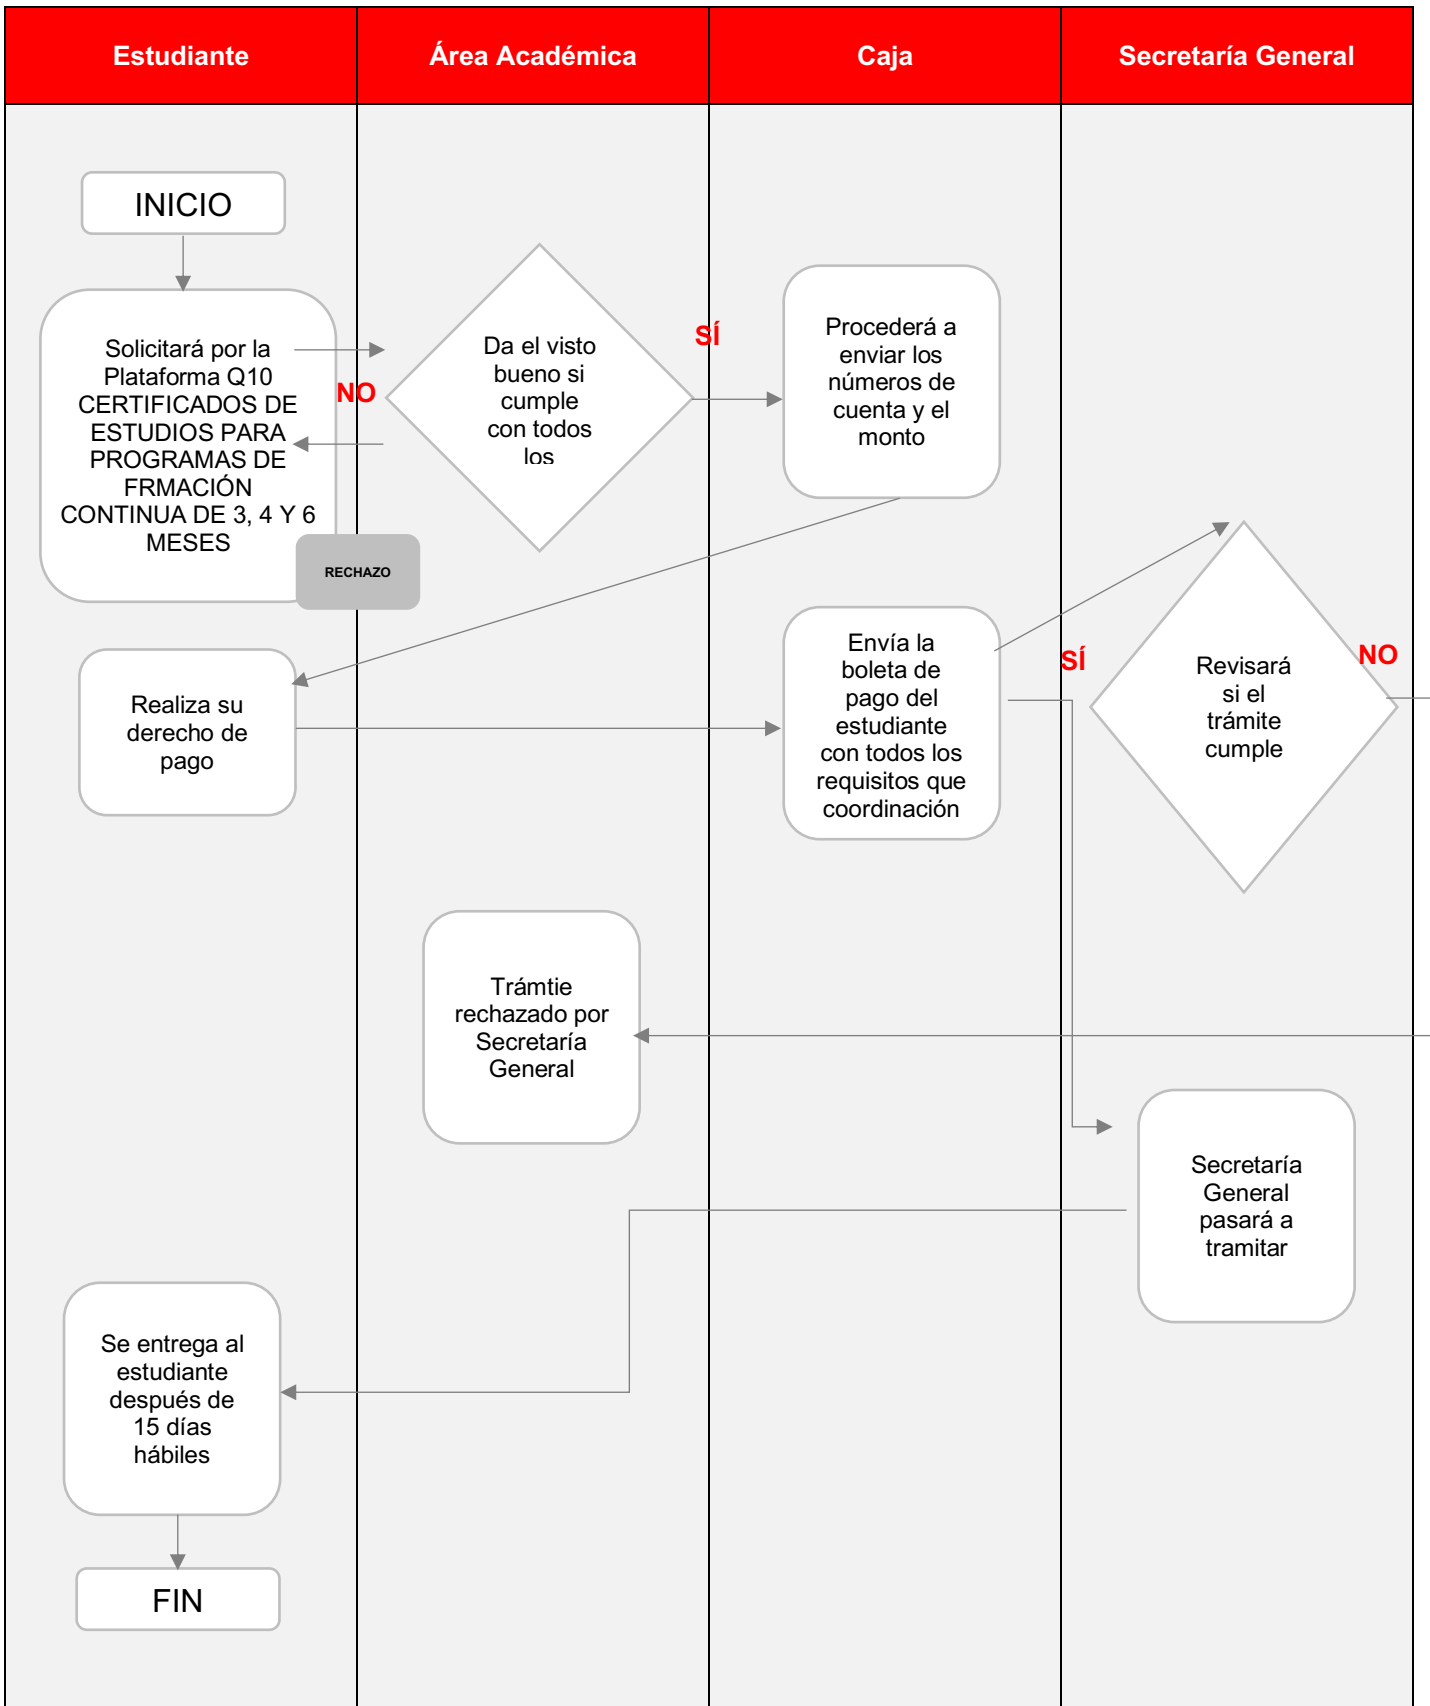 Estudiante
Área Académica
Caja
Secretaría General
INICIO
Solicitará por la
Plataforma Q10
CERTIFICADOS DE
ESTUDIOS PARA
PROGRAMAS DE
FRMACIÓN
CONTINUA DE 3, 4 Y 6
MESES
NO
RECHAZO
Da el visto
bueno si
cumple
con todos
los
SÍ
Procederá a
enviar los
números de
cuenta y el
monto
Realiza su
derecho de
pago
Envía la
boleta de
pago del
estudiante
con todos los
requisitos que
coordinación
SÍ
Revisará
si el
trámite
cumple
NO
Trámtie
rechazado por
Secretaría
General
Secretaría
General
pasará a
tramitar
Se entrega al
estudiante
después de
15 días
hábiles
FIN